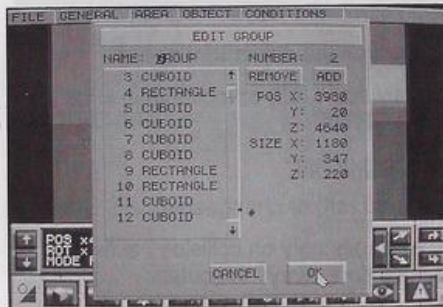 FILE GENERAL AREA OBJECT CONDITIONS
EDIT GROUP
NAME: GROUP NUMBER: 2
3 CUBOID
4 RECTANGLE
5 CUBOID
6 CUBOID
7 CUBOID
8 CUBOID
9 RECTANGLE
10 RECTANGLE
11 CUBOID
12 CUBOID
REMOVE ADD
POS X: 3980
Y: 20
Z: 4640
SIZE X: 1180
Y: 347
Z: 220
POS
ROT
MODE
CANCEL OK